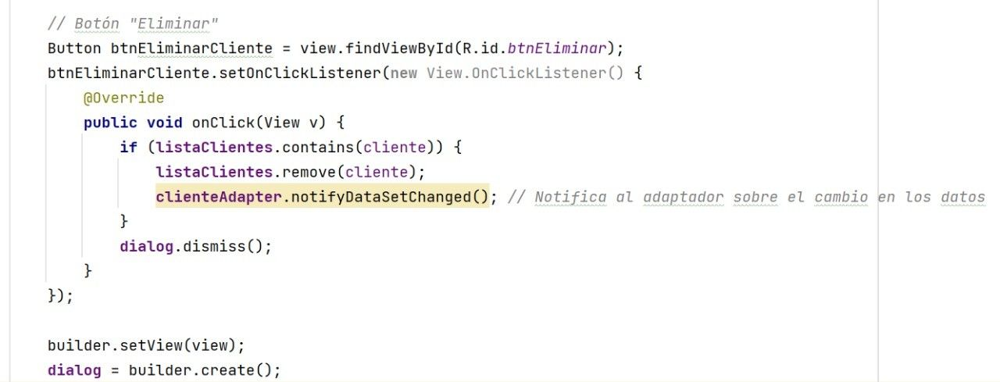 // Botón "Eliminar"
Button btnEliminarCliente = view.findViewById(R.id.btnEliminar);
btnEliminarCliente.setOnClickListener(new View.OnClickListener() {
@Override
public void onClick(View v) {
if (listaClientes.contains(cliente)) {
listaClientes.remove(cliente);
clienteAdapter.notifyDataSetChanged(); // Notifica al adaptador sobre el cambio en los datos
}
dialog.dismiss();
}
});
builder.setView(view);
dialog = builder.create();